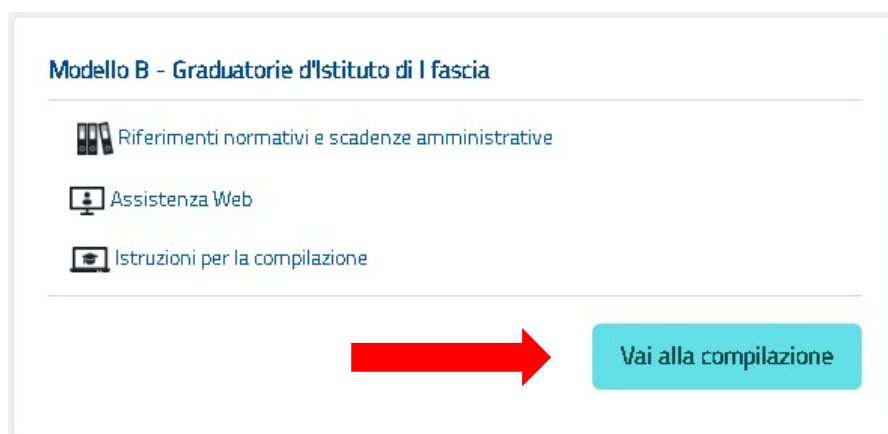 Modello B - Graduatorie d'Istituto di I fascia
Riferimenti normativi e scadenze amministrative
Assistenza Web
Istruzioni per la compilazione
Vai alla compilazione